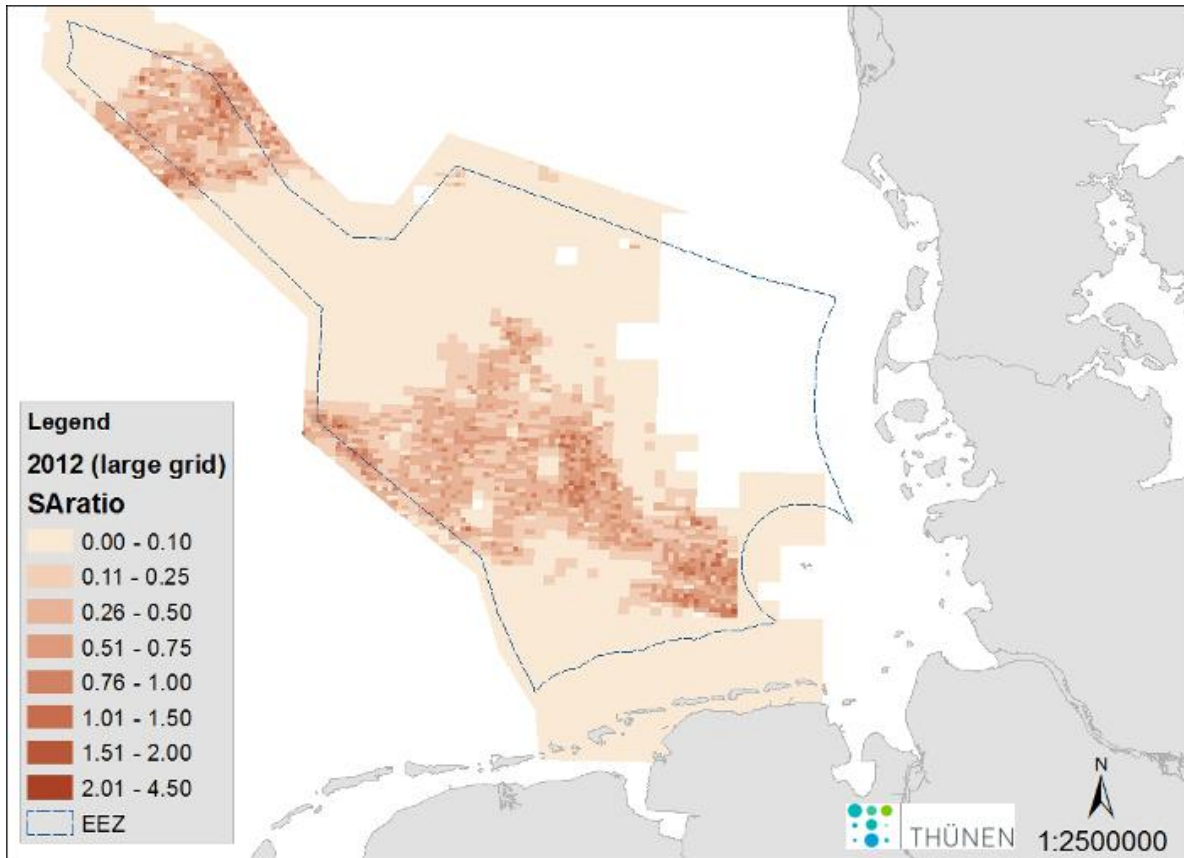 Legend
2012 (large grid)
SAratio
0.00 - 0.10
0.11 - 0.25
0.26 - 0.50
0.51 - 0.75
0.76 - 1.00
1.01 - 1.50
1.51 - 2.00
2.01 - 4.50
EEZ
N
THÜNEN
1:2500000